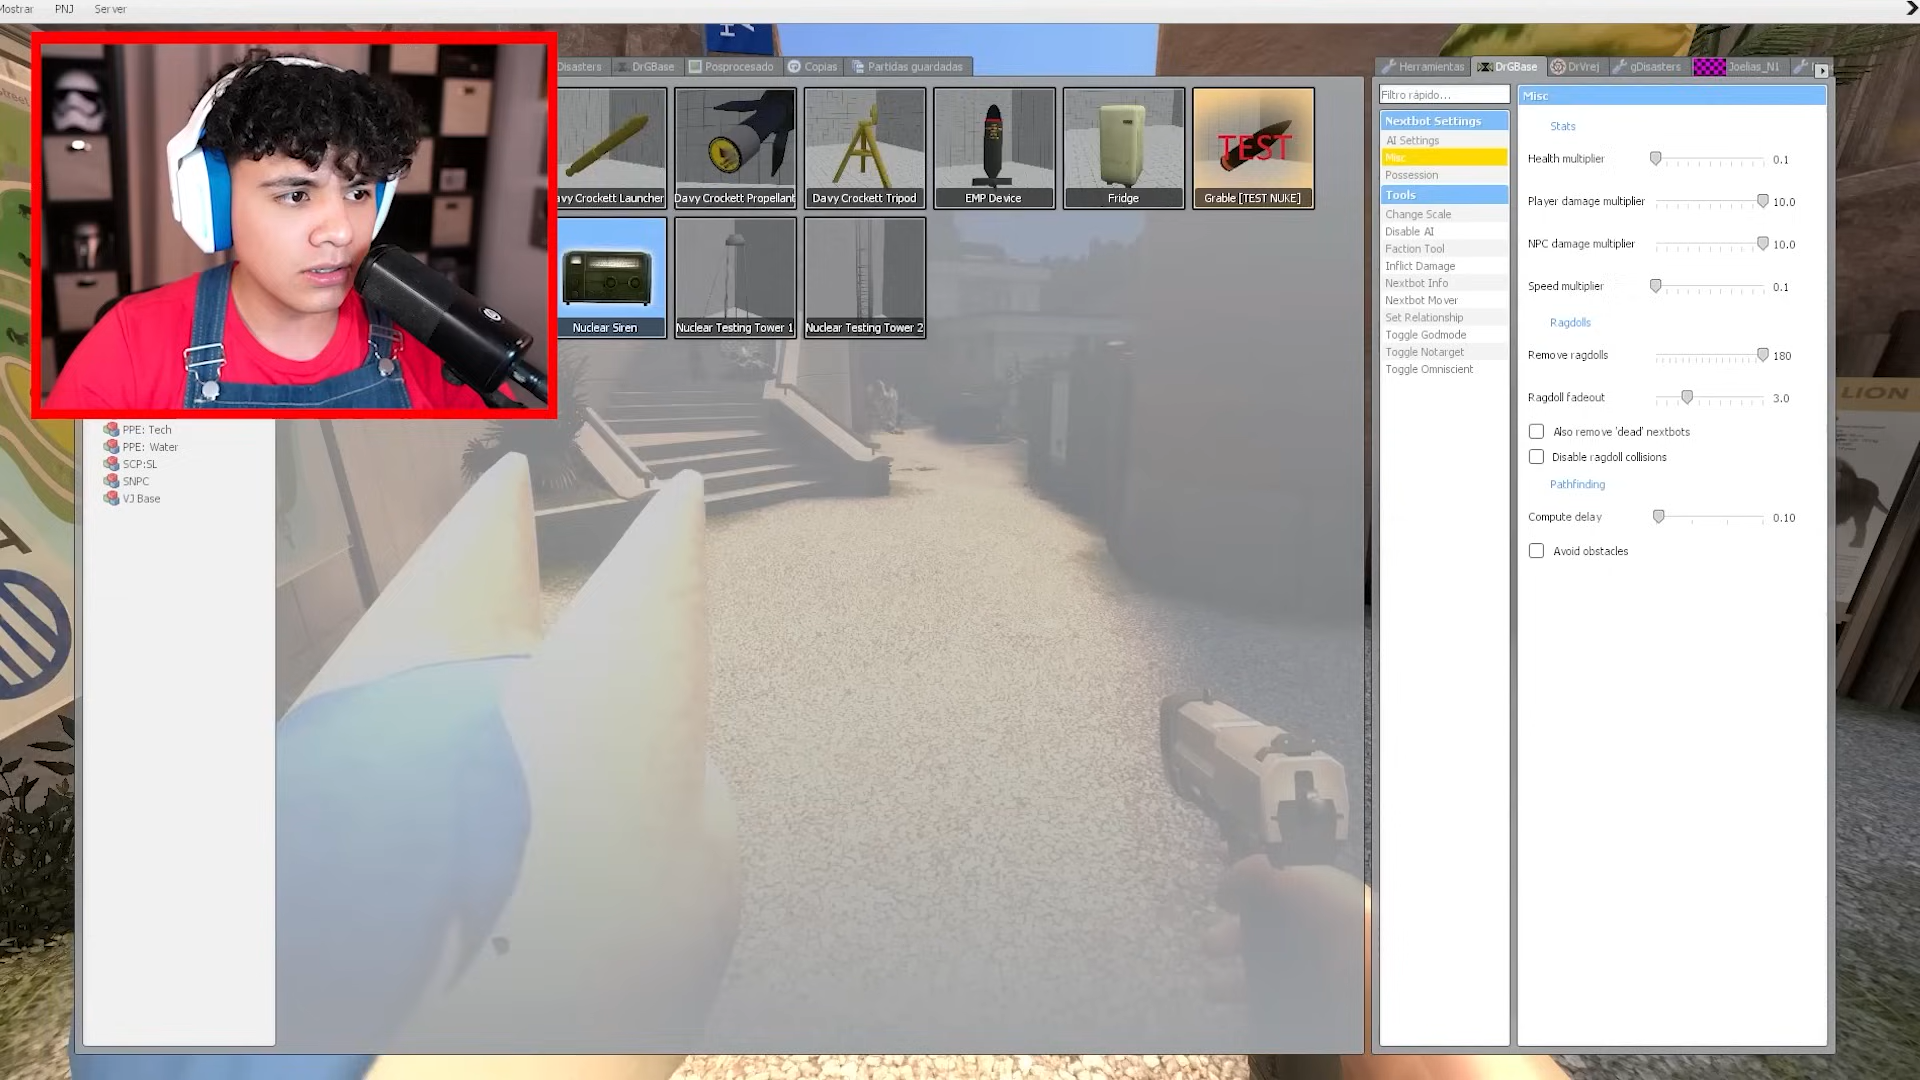 Mostrar PNJ Server
Disasters DrGBase Posprocesado Copias Partidas guardadas
avy Crockett Launcher
Davy Crockett Propellant
Davy Crockett Tripod
EMP Device
Fridge
TEST
Grable [TEST NUKE]
Nuclear Siren
Nuclear Testing Tower 1
Nuclear Testing Tower 2
PPE: Tech
PPE: Water
SCP:SL
SNPC
VJ Base
Herramientas DrGBase DrVrej gDisasters Joelias_N1
Filtro rápido...
Nextbot Settings
AI Settings
Misc
Possession
Tools
Change Scale
Disable AI
Faction Tool
Inflict Damage
Nextbot Info
Nextbot Mover
Set Relationship
Toggle Godmode
Toggle Notarget
Toggle Omniscient
Misc
Stats
Health multiplier 0.1
Player damage multiplier 10.0
NPC damage multiplier 10.0
Speed multiplier 0.1
Ragdolls
Remove ragdolls 180
Ragdoll fadeout 3.0
Also remove 'dead' nextbots
Disable ragdoll collisions
Pathfinding
Compute delay 0.10
Avoid obstacles
LION